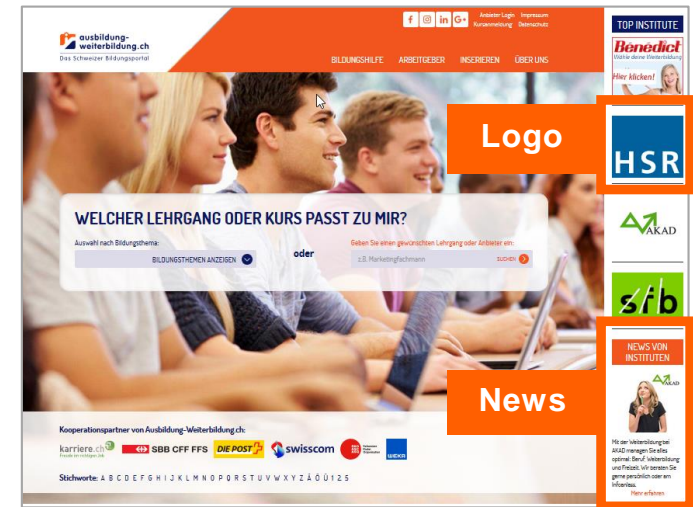 Anbieter Login Impressum
Kursanmeldung Datenschutz
ausbildung-
weiterbildung.ch
Das Schweizer Bildungsportal
BILDUNGSHILFE ARBEITGEBER INSERIEREN ÜBER UNS
TOP INSTITUTE
Benedict
Wähle deine Weiterbildung
Hier klicken!
Logo
HSR
WELCHER LEHRGANG ODER KURS PASST ZU MIR?
Auswahl nach Bildungsthema:
BILDUNGSTHEMEN ANZEIGEN
oder
Geben Sie einen gewünschten Lehrgang oder Anbieter ein:
z.B. Marketingfachmann
SUCHEN
AKAD
sfb
NEWS VON
INSTITUTEN
AKAD
News
Mit der Weiterbildung bei
AKAD managen Sie alles
optimal: Beruf, Weiterbildung
und Freizeit. Wir beraten Sie
gerne persönlich oder am
Infoanlass.
Mehr erfahren
Kooperationspartner von Ausbildung-Weiterbildung.ch:
karriere.ch
SBB CFF FFS
DIE POST
swisscom
WEKA
Stichworte: A B C D E F G H I J K L M N O P Q R S T U V W X Y Z Ä Ö Ü 1 2 5